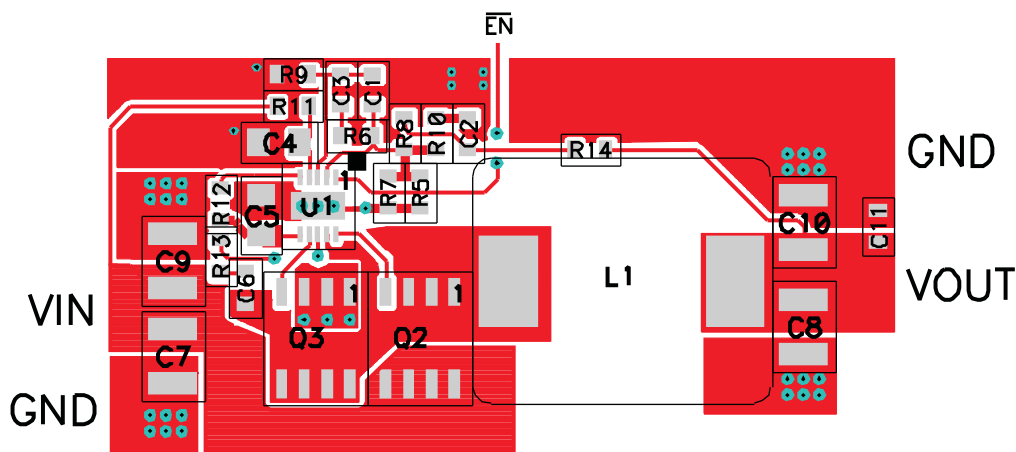 EN
R9
C3
C1
R11
R8
R10
C2
R6
C4
R14
GND
1
R12
C5
U1
R7
R5
C10
C11
C9
R13
C6
L1
VOUT
VIN
1
1
Q3
Q2
C8
C7
GND